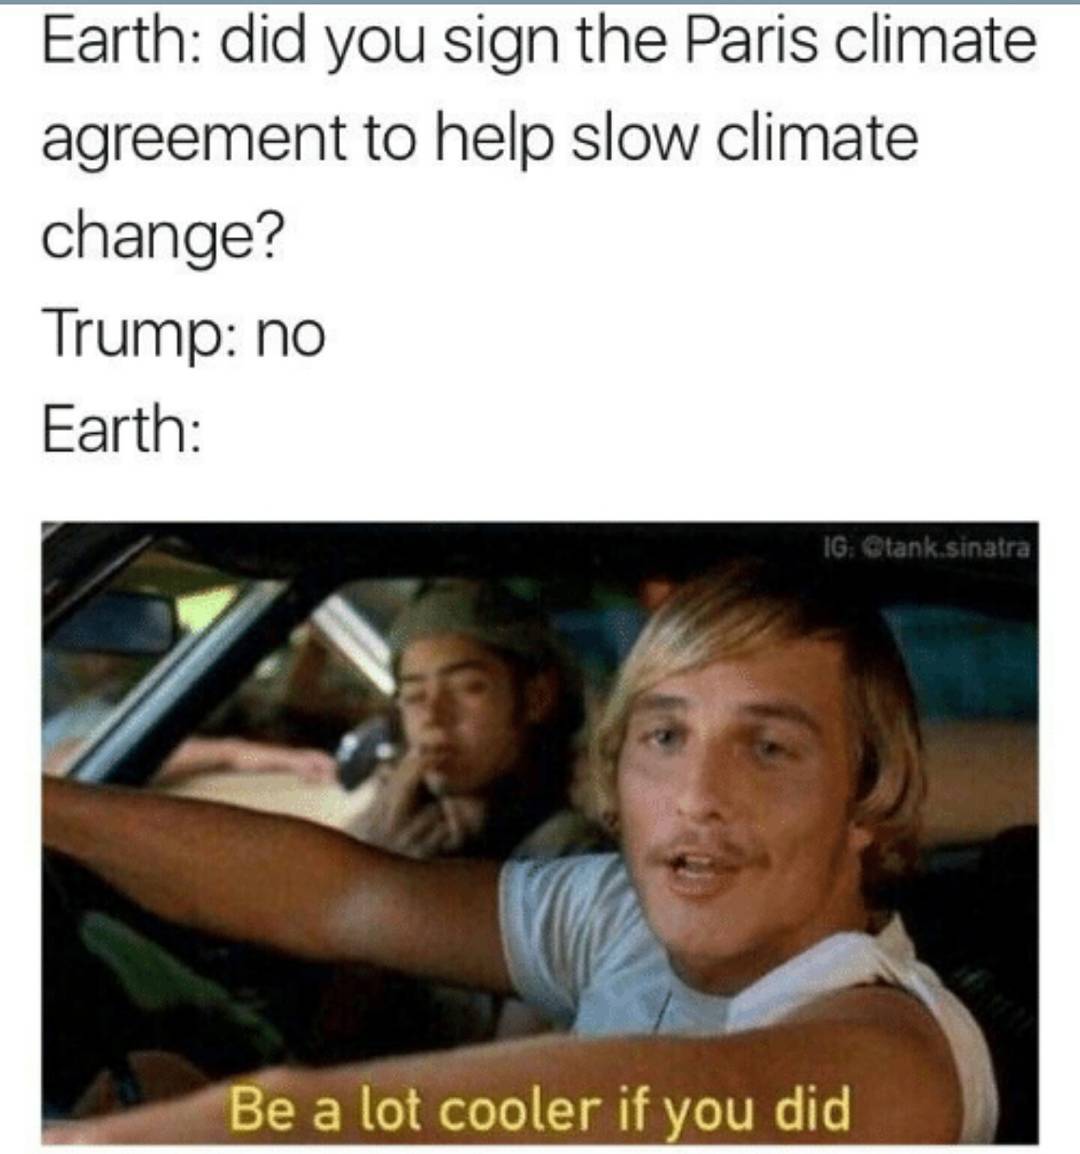 Earth: did you sign the Paris climate
agreement to help slow climate
change?
Trump: no
Earth:
IG: @tank.sinatra
Be a lot cooler if you did